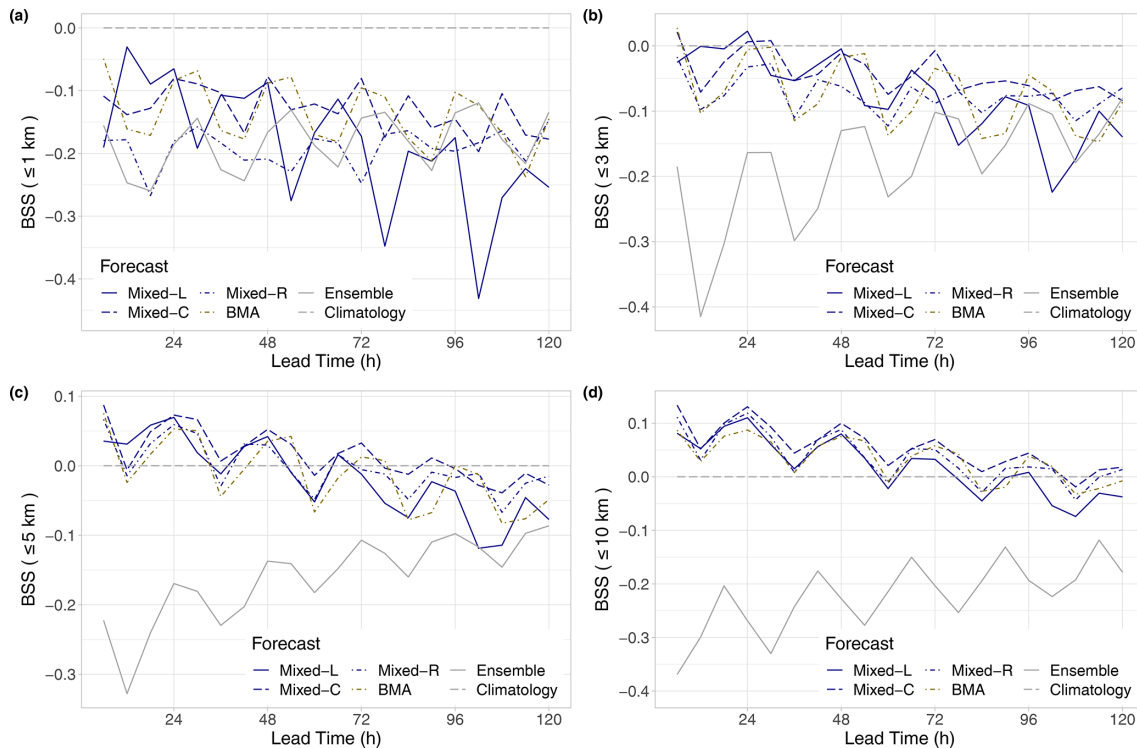 (a)
0.0
−0.1
−0.2
−0.3
−0.4
BSS ( ≤ 1 km )
Forecast
Mixed−L Mixed−R Ensemble
Mixed−C BMA Climatology
24 48 72 96 120
Lead Time (h)
(b)
0.0
−0.1
−0.2
−0.3
−0.4
BSS ( ≤ 3 km )
Forecast
Mixed−L Mixed−R Ensemble
Mixed−C BMA Climatology
24 48 72 96 120
Lead Time (h)
(c)
0.1
0.0
−0.1
−0.2
−0.3
BSS ( ≤ 5 km )
Forecast
Mixed−L Mixed−R Ensemble
Mixed−C BMA Climatology
24 48 72 96 120
Lead Time (h)
(d)
0.1
0.0
−0.1
−0.2
−0.3
−0.4
BSS ( ≤ 10 km )
Forecast
Mixed−L Mixed−R Ensemble
Mixed−C BMA Climatology
24 48 72 96 120
Lead Time (h)